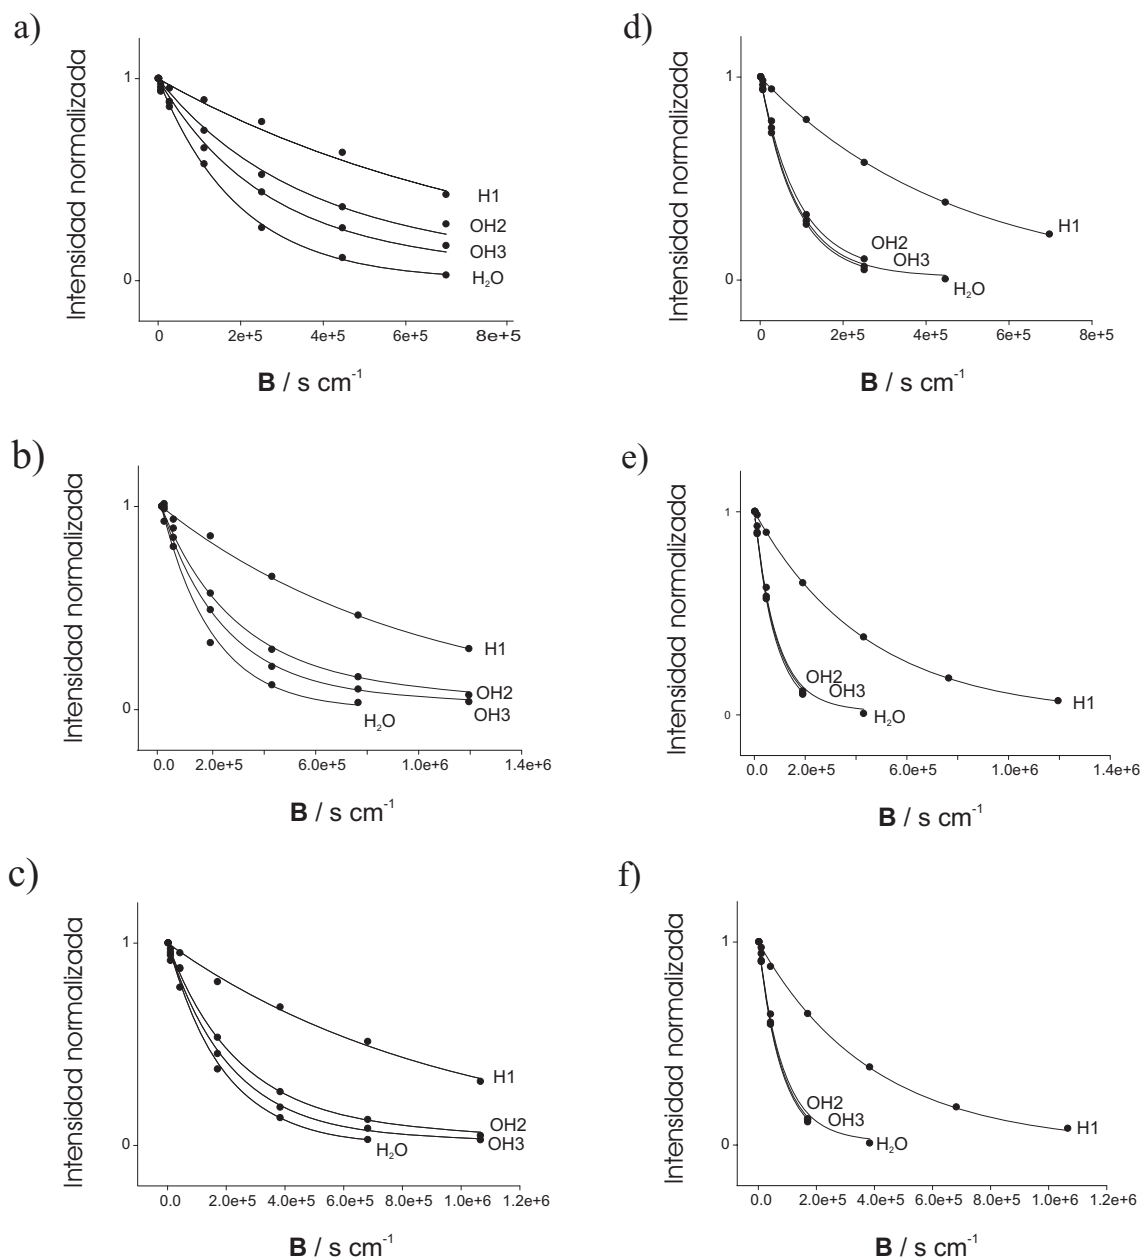 a)
Intensidad normalizada
1
0
H1
OH2
OH3
H₂O
0
2e+5
4e+5
6e+5
8e+5
B / s cm⁻¹
d)
Intensidad normalizada
1
0
H1
OH2
OH3
H₂O
0
2e+5
4e+5
6e+5
8e+5
B / s cm⁻¹
b)
Intensidad normalizada
1
0
H1
OH2
OH3
H₂O
0.0
2.0e+5
6.0e+5
1.0e+6
1.4e+6
B / s cm⁻¹
e)
Intensidad normalizada
1
0
OH2
OH3
H₂O
H1
0.0
2.0e+5
6.0e+5
1.0e+6
1.4e+6
B / s cm⁻¹
c)
Intensidad normalizada
1
0
H1
OH2
OH3
H₂O
0.0
2.0e+5
4.0e+5
6.0e+5
8.0e+5
1.0e+6
1.2e+6
B / s cm⁻¹
f)
Intensidad normalizada
1
0
OH2
OH3
H₂O
H1
0.0
2.0e+5
4.0e+5
6.0e+5
8.0e+5
1.0e+6
1.2e+6
B / s cm⁻¹